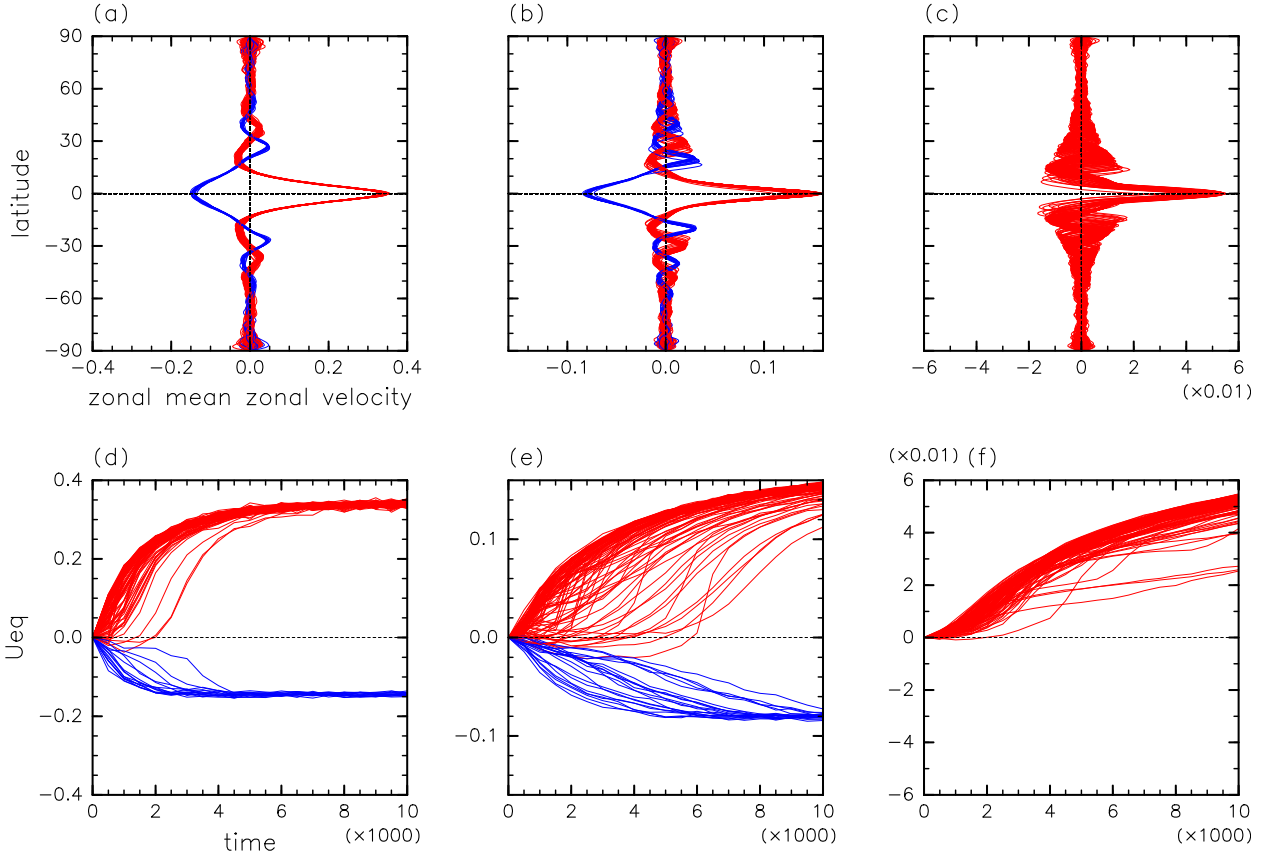 (a) (b) (c)
90
60
30
0
−30
−60
−90
latitude
−0.4 −0.2 0.0 0.2 0.4
−0.1 0.0 0.1
−6 −4 −2 0 2 4 6
zonal mean zonal velocity
(×0.01)
(d) (e) (×0.01) (f)
0.4
0.2
0.0
−0.2
−0.4
Ueq
0.1
0.0
−0.1
6
4
2
0
−2
−4
−6
0 2 4 6 8 10
0 2 4 6 8 10
0 2 4 6 8 10
time (×1000) (×1000) (×1000)